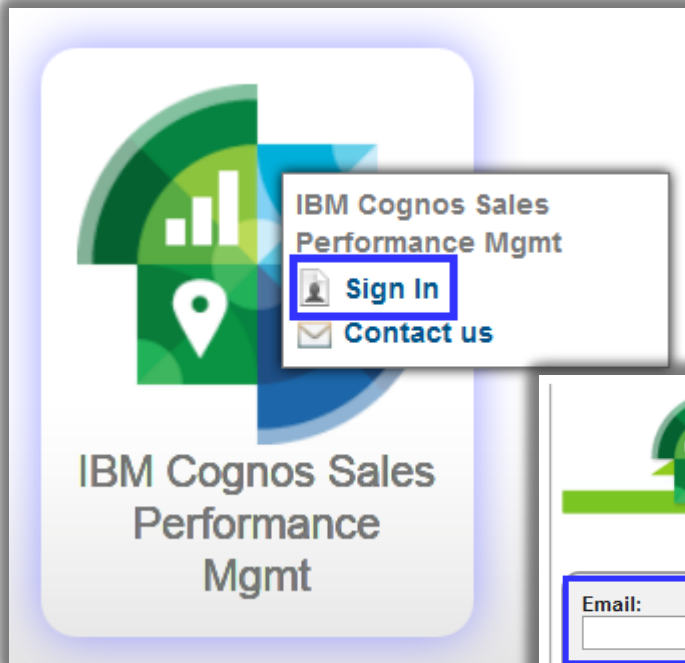 IBM Cognos Sales
Performance Mgmt
Sign In
Contact us
IBM Cognos Sales
Performance
Mgmt
Email: